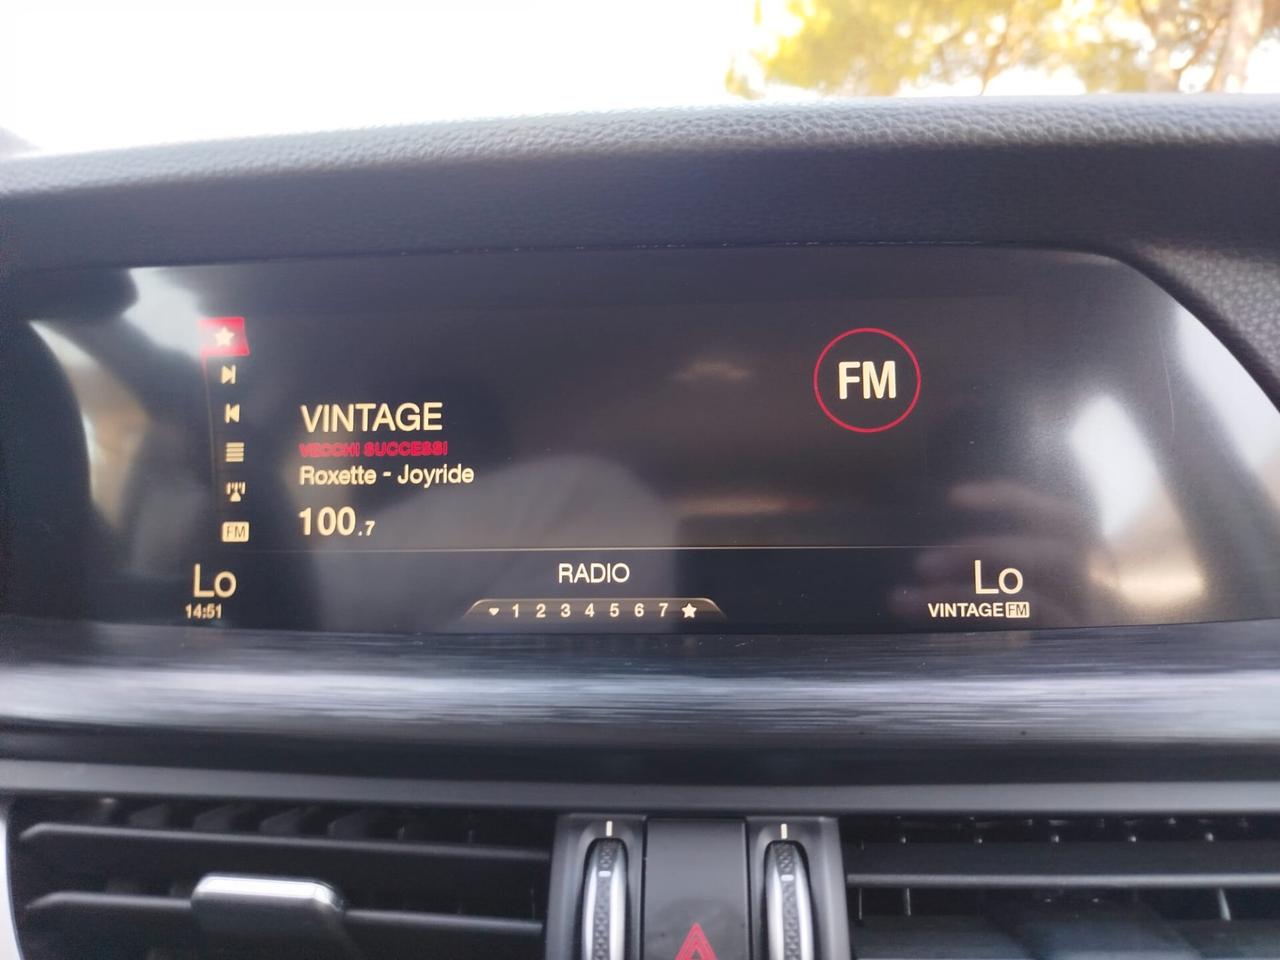 FM
VINTAGE
VECCHI SUCCESSI
Roxette - Joyride
100.7
FM
Lo
RADIO
Lo
14:51
1 2 3 4 5 6 7
VINTAGE FM